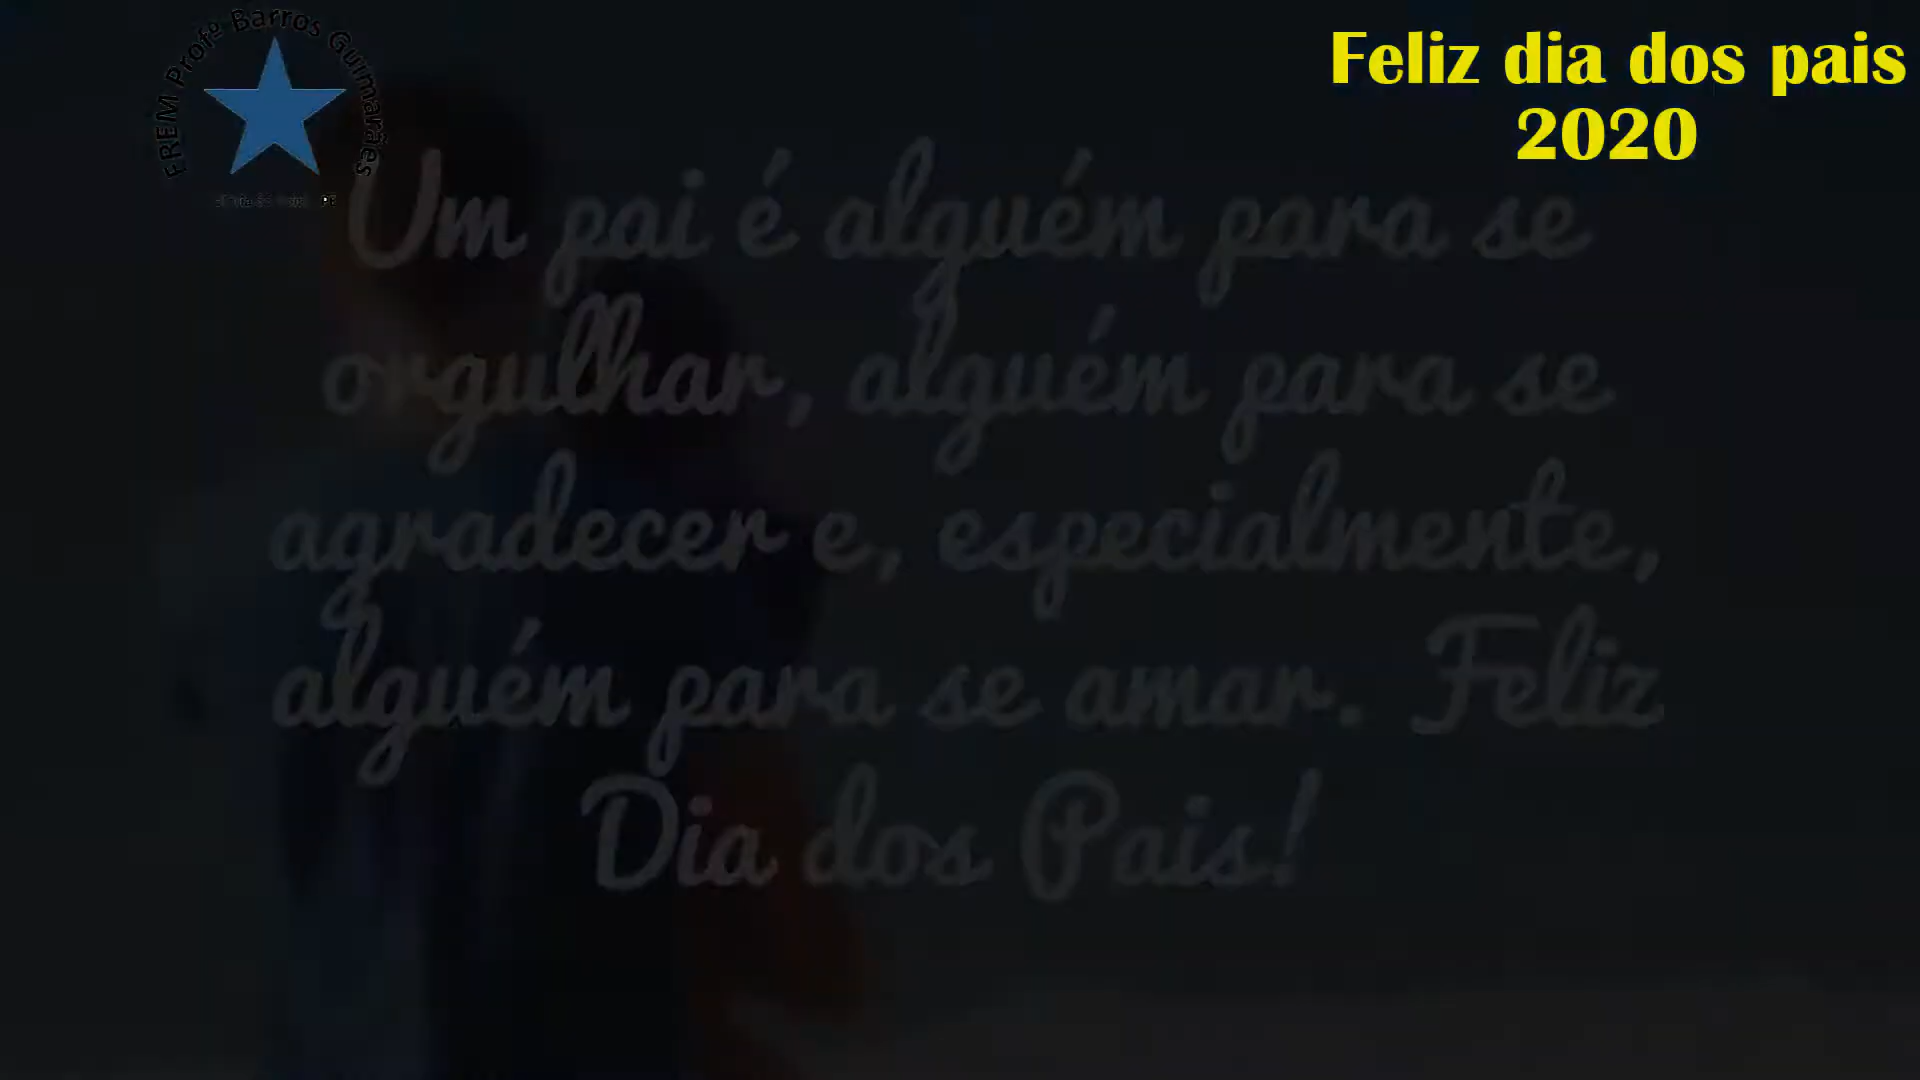 EREM Profº Barros Guimarães
Feliz dia dos pais
2020
Um pai é alguém para se
orgulhar, alguém para se
agradecer e, especialmente,
alguém para se amar. Feliz
Dia dos Pais!